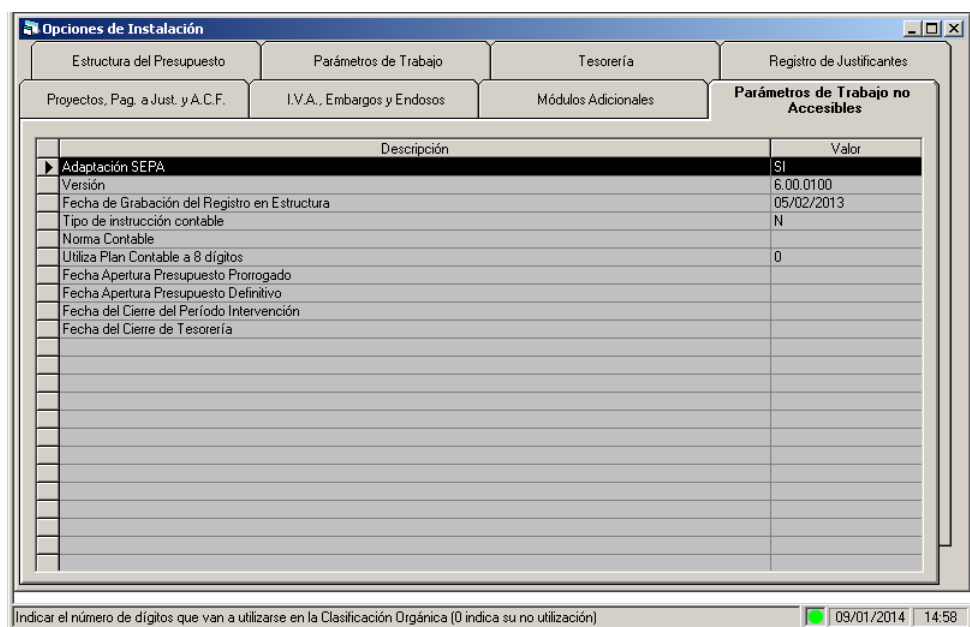 Opciones de Instalación
Estructura del Presupuesto
Parámetros de Trabajo
Tesorería
Registro de Justificantes
Proyectos, Pag. a Just. y A.C.F.
I.V.A., Embargos y Endosos
Módulos Adicionales
Parámetros de Trabajo no
Accesibles
Descripción Valor
Adaptación SEPA SI
Versión 6.00.0100
Fecha de Grabación del Registro en Estructura 05/02/2013
Tipo de instrucción contable N
Norma Contable
Utiliza Plan Contable a 8 dígitos 0
Fecha Apertura Presupuesto Prorrogado
Fecha Apertura Presupuesto Definitivo
Fecha del Cierre del Período Intervención
Fecha del Cierre de Tesorería
Indicar el número de dígitos que van a utilizarse en la Clasificación Orgánica (0 indica su no utilización) 09/01/2014 14:58